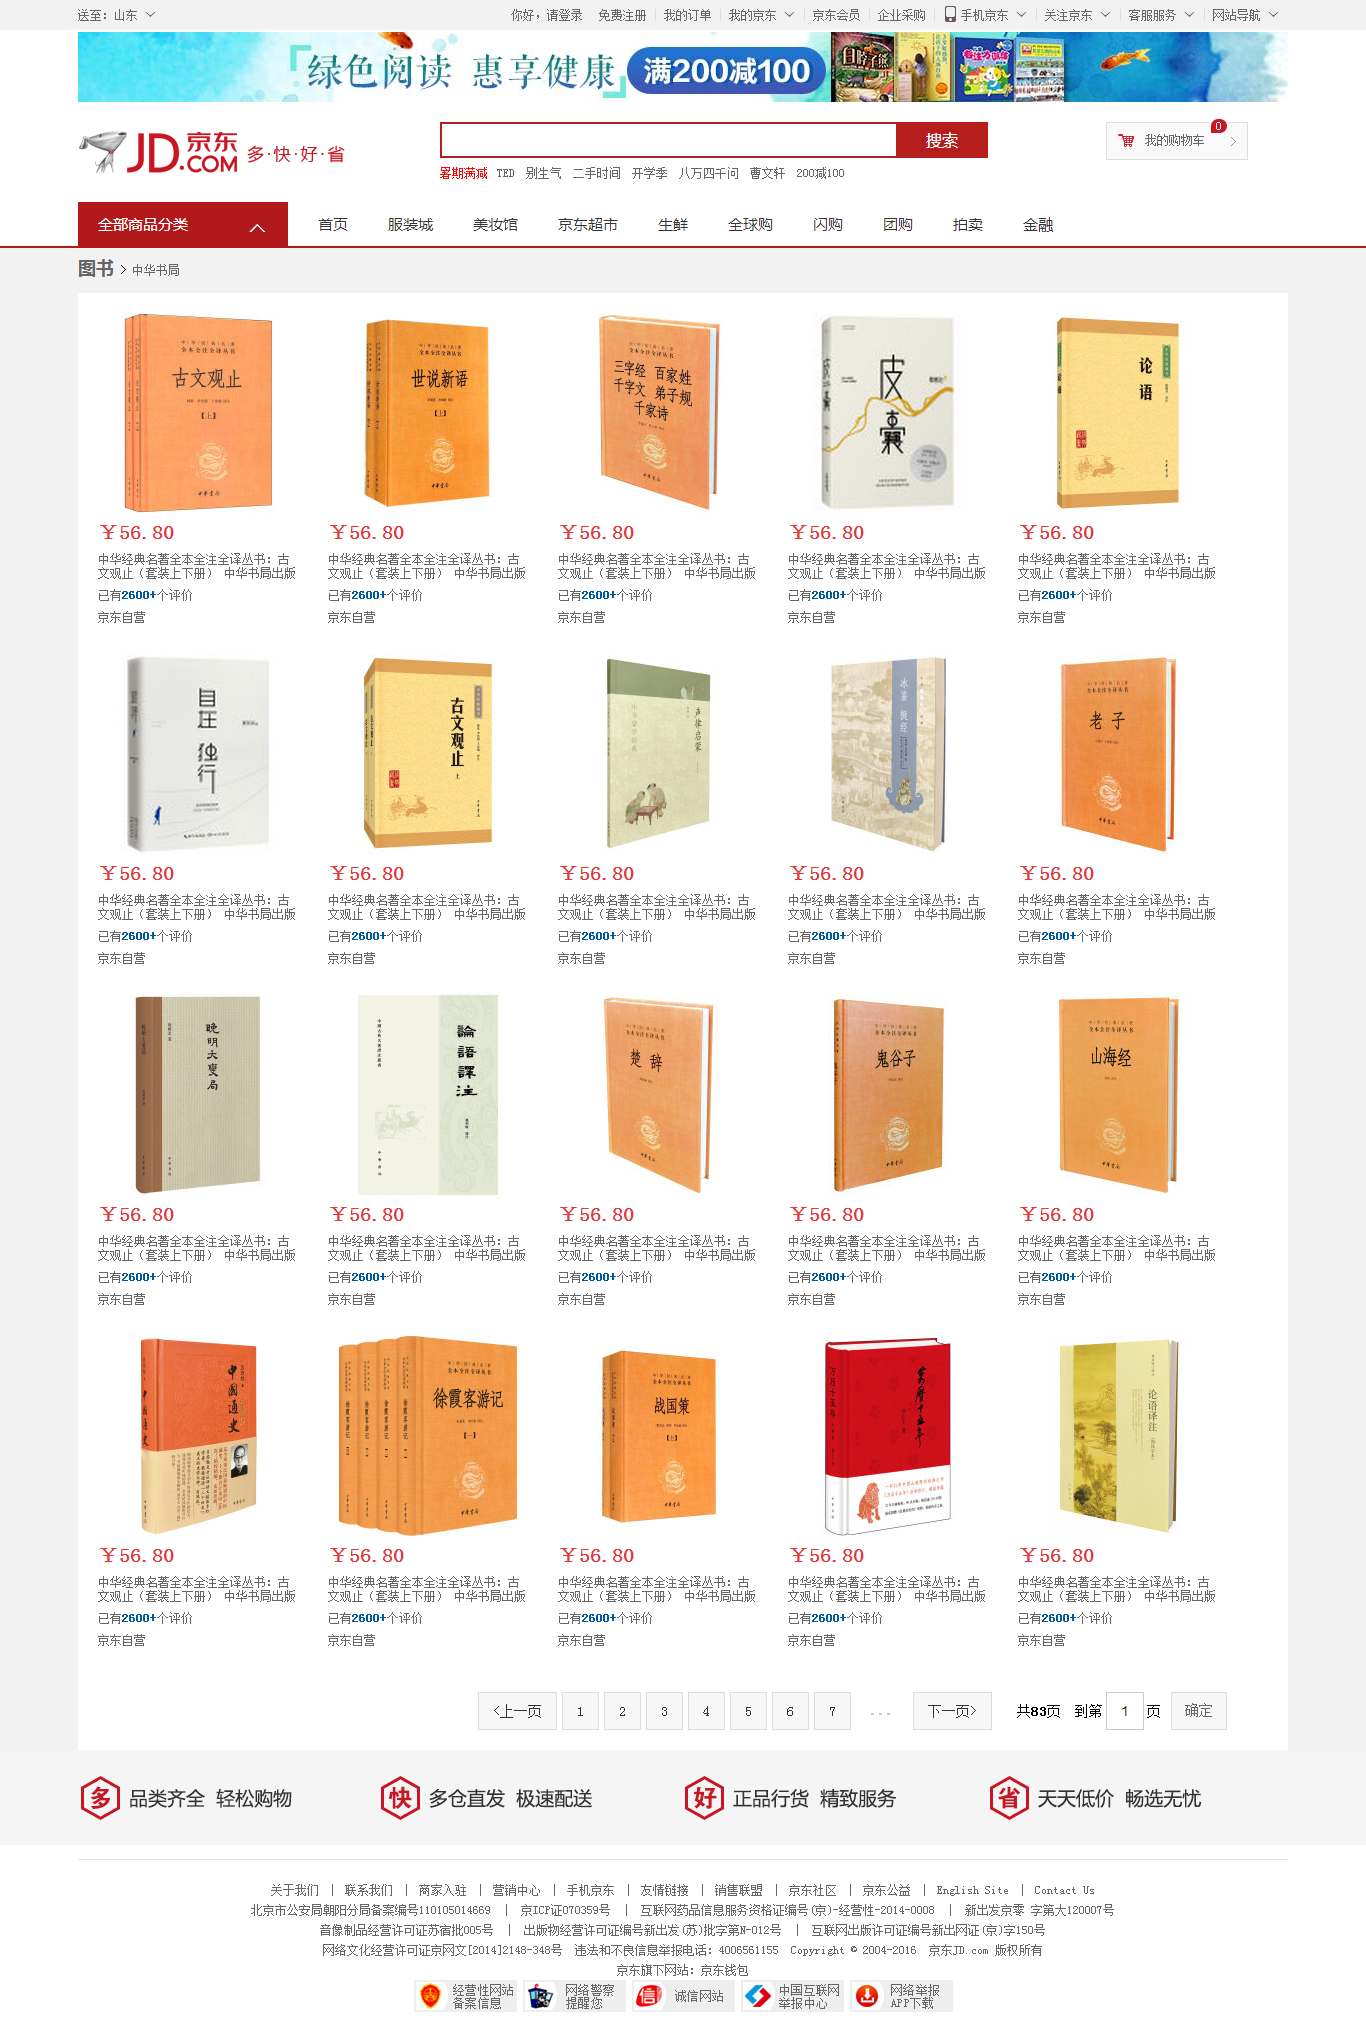 送至：山东
你好，请登录 免费注册 我的订单 我的京东 京东会员 企业采购 手机京东 关注京东 客服服务 网站导航
绿色阅读 惠享健康 满200减100
JD.COM 京东 多·快·好·省
搜索
我的购物车 0
暑期满减 TED 别生气 二手时间 开学季 八万四千问 曹文轩 200减100
全部商品分类 首页 服装城 美妆馆 京东超市 生鲜 全球购 闪购 团购 拍卖 金融
图书 > 中华书局
古文观止 【上】 世说新语 【上】 三字经 百家姓 千字文 弟子规 千家诗 皮囊 论语
￥56.80 ￥56.80 ￥56.80 ￥56.80 ￥56.80
中华经典名著全本全注全译丛书：古 中华经典名著全本全注全译丛书：古 中华经典名著全本全注全译丛书：古 中华经典名著全本全注全译丛书：古 中华经典名著全本全注全译丛书：古
文观止（套装上下册） 中华书局出版 文观止（套装上下册） 中华书局出版 文观止（套装上下册） 中华书局出版 文观止（套装上下册） 中华书局出版 文观止（套装上下册） 中华书局出版
已有2600+个评价 已有2600+个评价 已有2600+个评价 已有2600+个评价 已有2600+个评价
京东自营 京东自营 京东自营 京东自营 京东自营
自在独行 古文观止 上 声律启蒙 冰鉴 挺经 老子
￥56.80 ￥56.80 ￥56.80 ￥56.80 ￥56.80
中华经典名著全本全注全译丛书：古 中华经典名著全本全注全译丛书：古 中华经典名著全本全注全译丛书：古 中华经典名著全本全注全译丛书：古 中华经典名著全本全注全译丛书：古
文观止（套装上下册） 中华书局出版 文观止（套装上下册） 中华书局出版 文观止（套装上下册） 中华书局出版 文观止（套装上下册） 中华书局出版 文观止（套装上下册） 中华书局出版
已有2600+个评价 已有2600+个评价 已有2600+个评价 已有2600+个评价 已有2600+个评价
京东自营 京东自营 京东自营 京东自营 京东自营
晚明大变局 論語譯注 楚辞 鬼谷子 山海经
￥56.80 ￥56.80 ￥56.80 ￥56.80 ￥56.80
中华经典名著全本全注全译丛书：古 中华经典名著全本全注全译丛书：古 中华经典名著全本全注全译丛书：古 中华经典名著全本全注全译丛书：古 中华经典名著全本全注全译丛书：古
文观止（套装上下册） 中华书局出版 文观止（套装上下册） 中华书局出版 文观止（套装上下册） 中华书局出版 文观止（套装上下册） 中华书局出版 文观止（套装上下册） 中华书局出版
已有2600+个评价 已有2600+个评价 已有2600+个评价 已有2600+个评价 已有2600+个评价
京东自营 京东自营 京东自营 京东自营 京东自营
中國通史 徐霞客游记 【一】 战国策 【上】 萬曆十五年 论语译注
￥56.80 ￥56.80 ￥56.80 ￥56.80 ￥56.80
中华经典名著全本全注全译丛书：古 中华经典名著全本全注全译丛书：古 中华经典名著全本全注全译丛书：古 中华经典名著全本全注全译丛书：古 中华经典名著全本全注全译丛书：古
文观止（套装上下册） 中华书局出版 文观止（套装上下册） 中华书局出版 文观止（套装上下册） 中华书局出版 文观止（套装上下册） 中华书局出版 文观止（套装上下册） 中华书局出版
已有2600+个评价 已有2600+个评价 已有2600+个评价 已有2600+个评价 已有2600+个评价
京东自营 京东自营 京东自营 京东自营 京东自营
<上一页 1 2 3 4 5 6 7 ... 下一页> 共83页 到第 1 页 确定
多 品类齐全 轻松购物 快 多仓直发 极速配送 好 正品行货 精致服务 省 天天低价 畅选无忧
关于我们 | 联系我们 | 商家入驻 | 营销中心 | 手机京东 | 友情链接 | 销售联盟 | 京东社区 | 京东公益 | English Site | Contact Us
北京市公安局朝阳分局备案编号110105014669 | 京ICP证070359号 | 互联网药品信息服务资格证编号(京)-经营性-2014-0008 | 新出发京零 字第大120007号
音像制品经营许可证苏宿批005号 | 出版物经营许可证编号新出发(苏)批字第N-012号 | 互联网出版许可证编号新出网证(京)字150号
网络文化经营许可证京网文[2014]2148-348号 违法和不良信息举报电话：4006561155 Copyright © 2004-2016 京东JD.com 版权所有
京东旗下网站：京东钱包
经营性网站 备案信息 网络警察 提醒您 诚信网站 中国互联网 举报中心 网络举报 APP下载